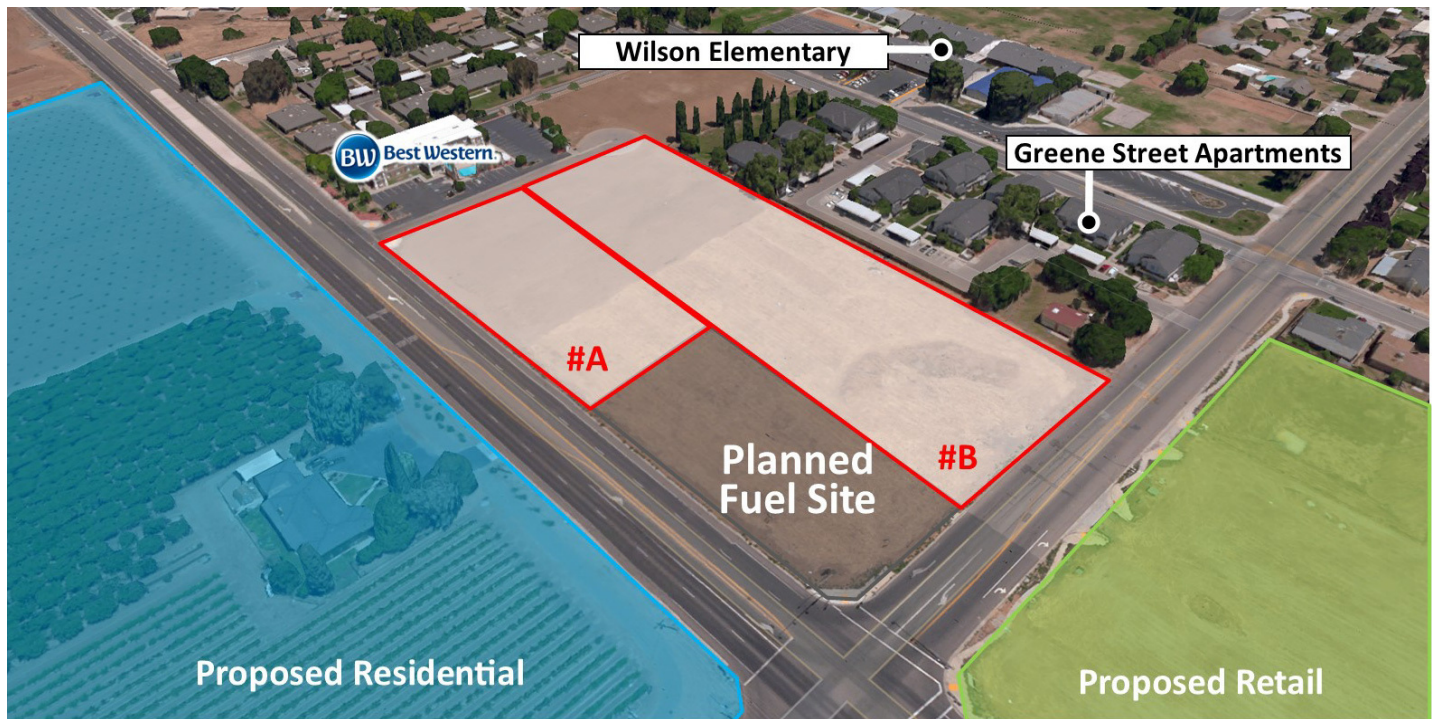 Wilson Elementary
BW Best Western.
Greene Street Apartments
#A
#B
Planned
Fuel Site
Proposed Residential
Proposed Retail